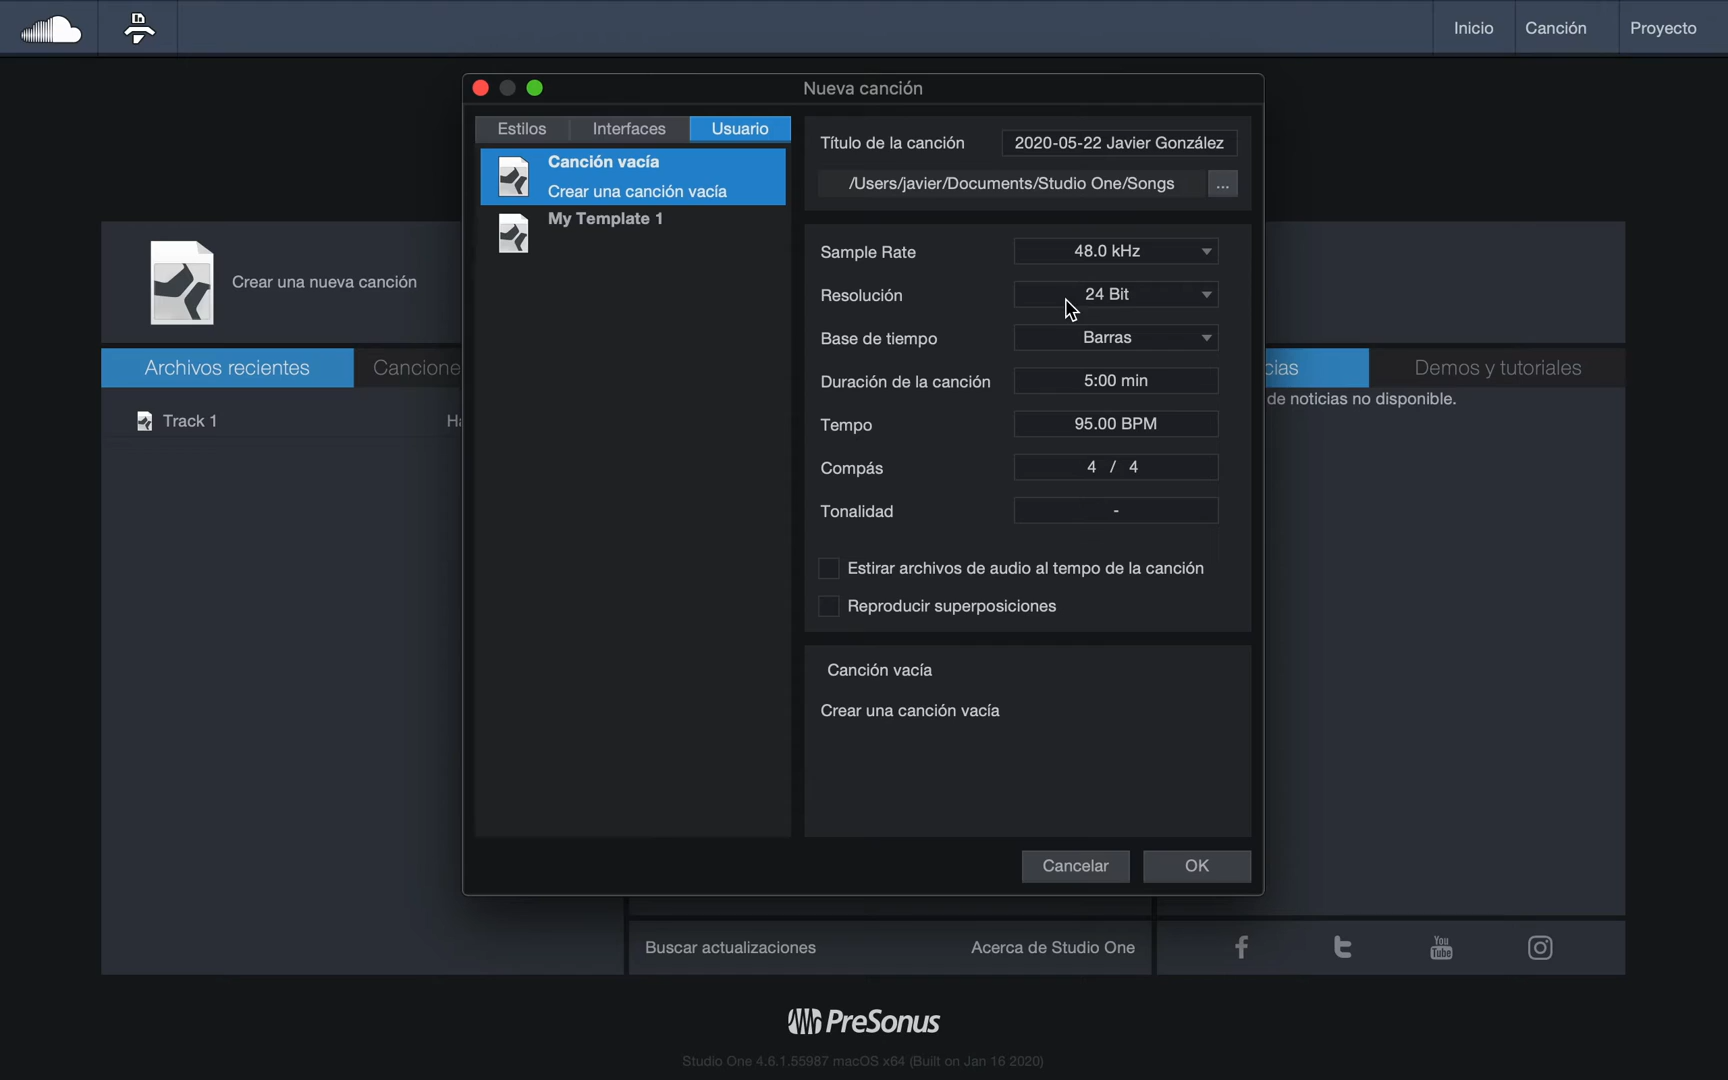 Inicio
Canción
Proyecto
Nueva canción
Estilos
Interfaces
Usuario
Canción vacía
Crear una canción vacía
My Template 1
Título de la canción
2020-05-22 Javier González
/Users/javier/Documents/Studio One/Songs
...
Sample Rate
48.0 kHz
Resolución
24 Bit
Base de tiempo
Barras
Duración de la canción
5:00 min
Tempo
95.00 BPM
Compás
4 / 4
Tonalidad
-
Estirar archivos de audio al tempo de la canción
Reproducir superposiciones
Canción vacía
Crear una canción vacía
Cancelar
OK
Crear una nueva canción
Archivos recientes
Cancione
Track 1
Ha
cias
Demos y tutoriales
de noticias no disponible.
Buscar actualizaciones
Acerca de Studio One
You
Tube
PreSonus
Studio One 4.6.1.55987 macOS x64 (Built on Jan 16 2020)